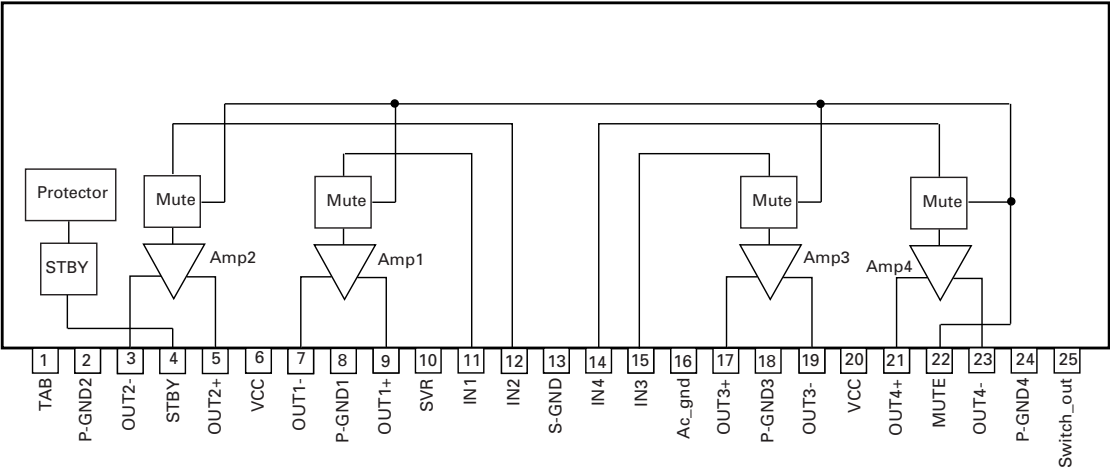 Protector
Mute
Mute
Mute
Mute
STBY
Amp2
Amp1
Amp3
Amp4
1 2 3 4 5 6 7 8 9 10 11 12 13 14 15 16 17 18 19 20 21 22 23 24 25
TAB
P-GND2
OUT2-
STBY
OUT2+
VCC
OUT1-
P-GND1
OUT1+
SVR
IN1
IN2
S-GND
IN4
IN3
Ac_gnd
OUT3+
P-GND3
OUT3-
VCC
OUT4+
MUTE
OUT4-
P-GND4
Switch_out